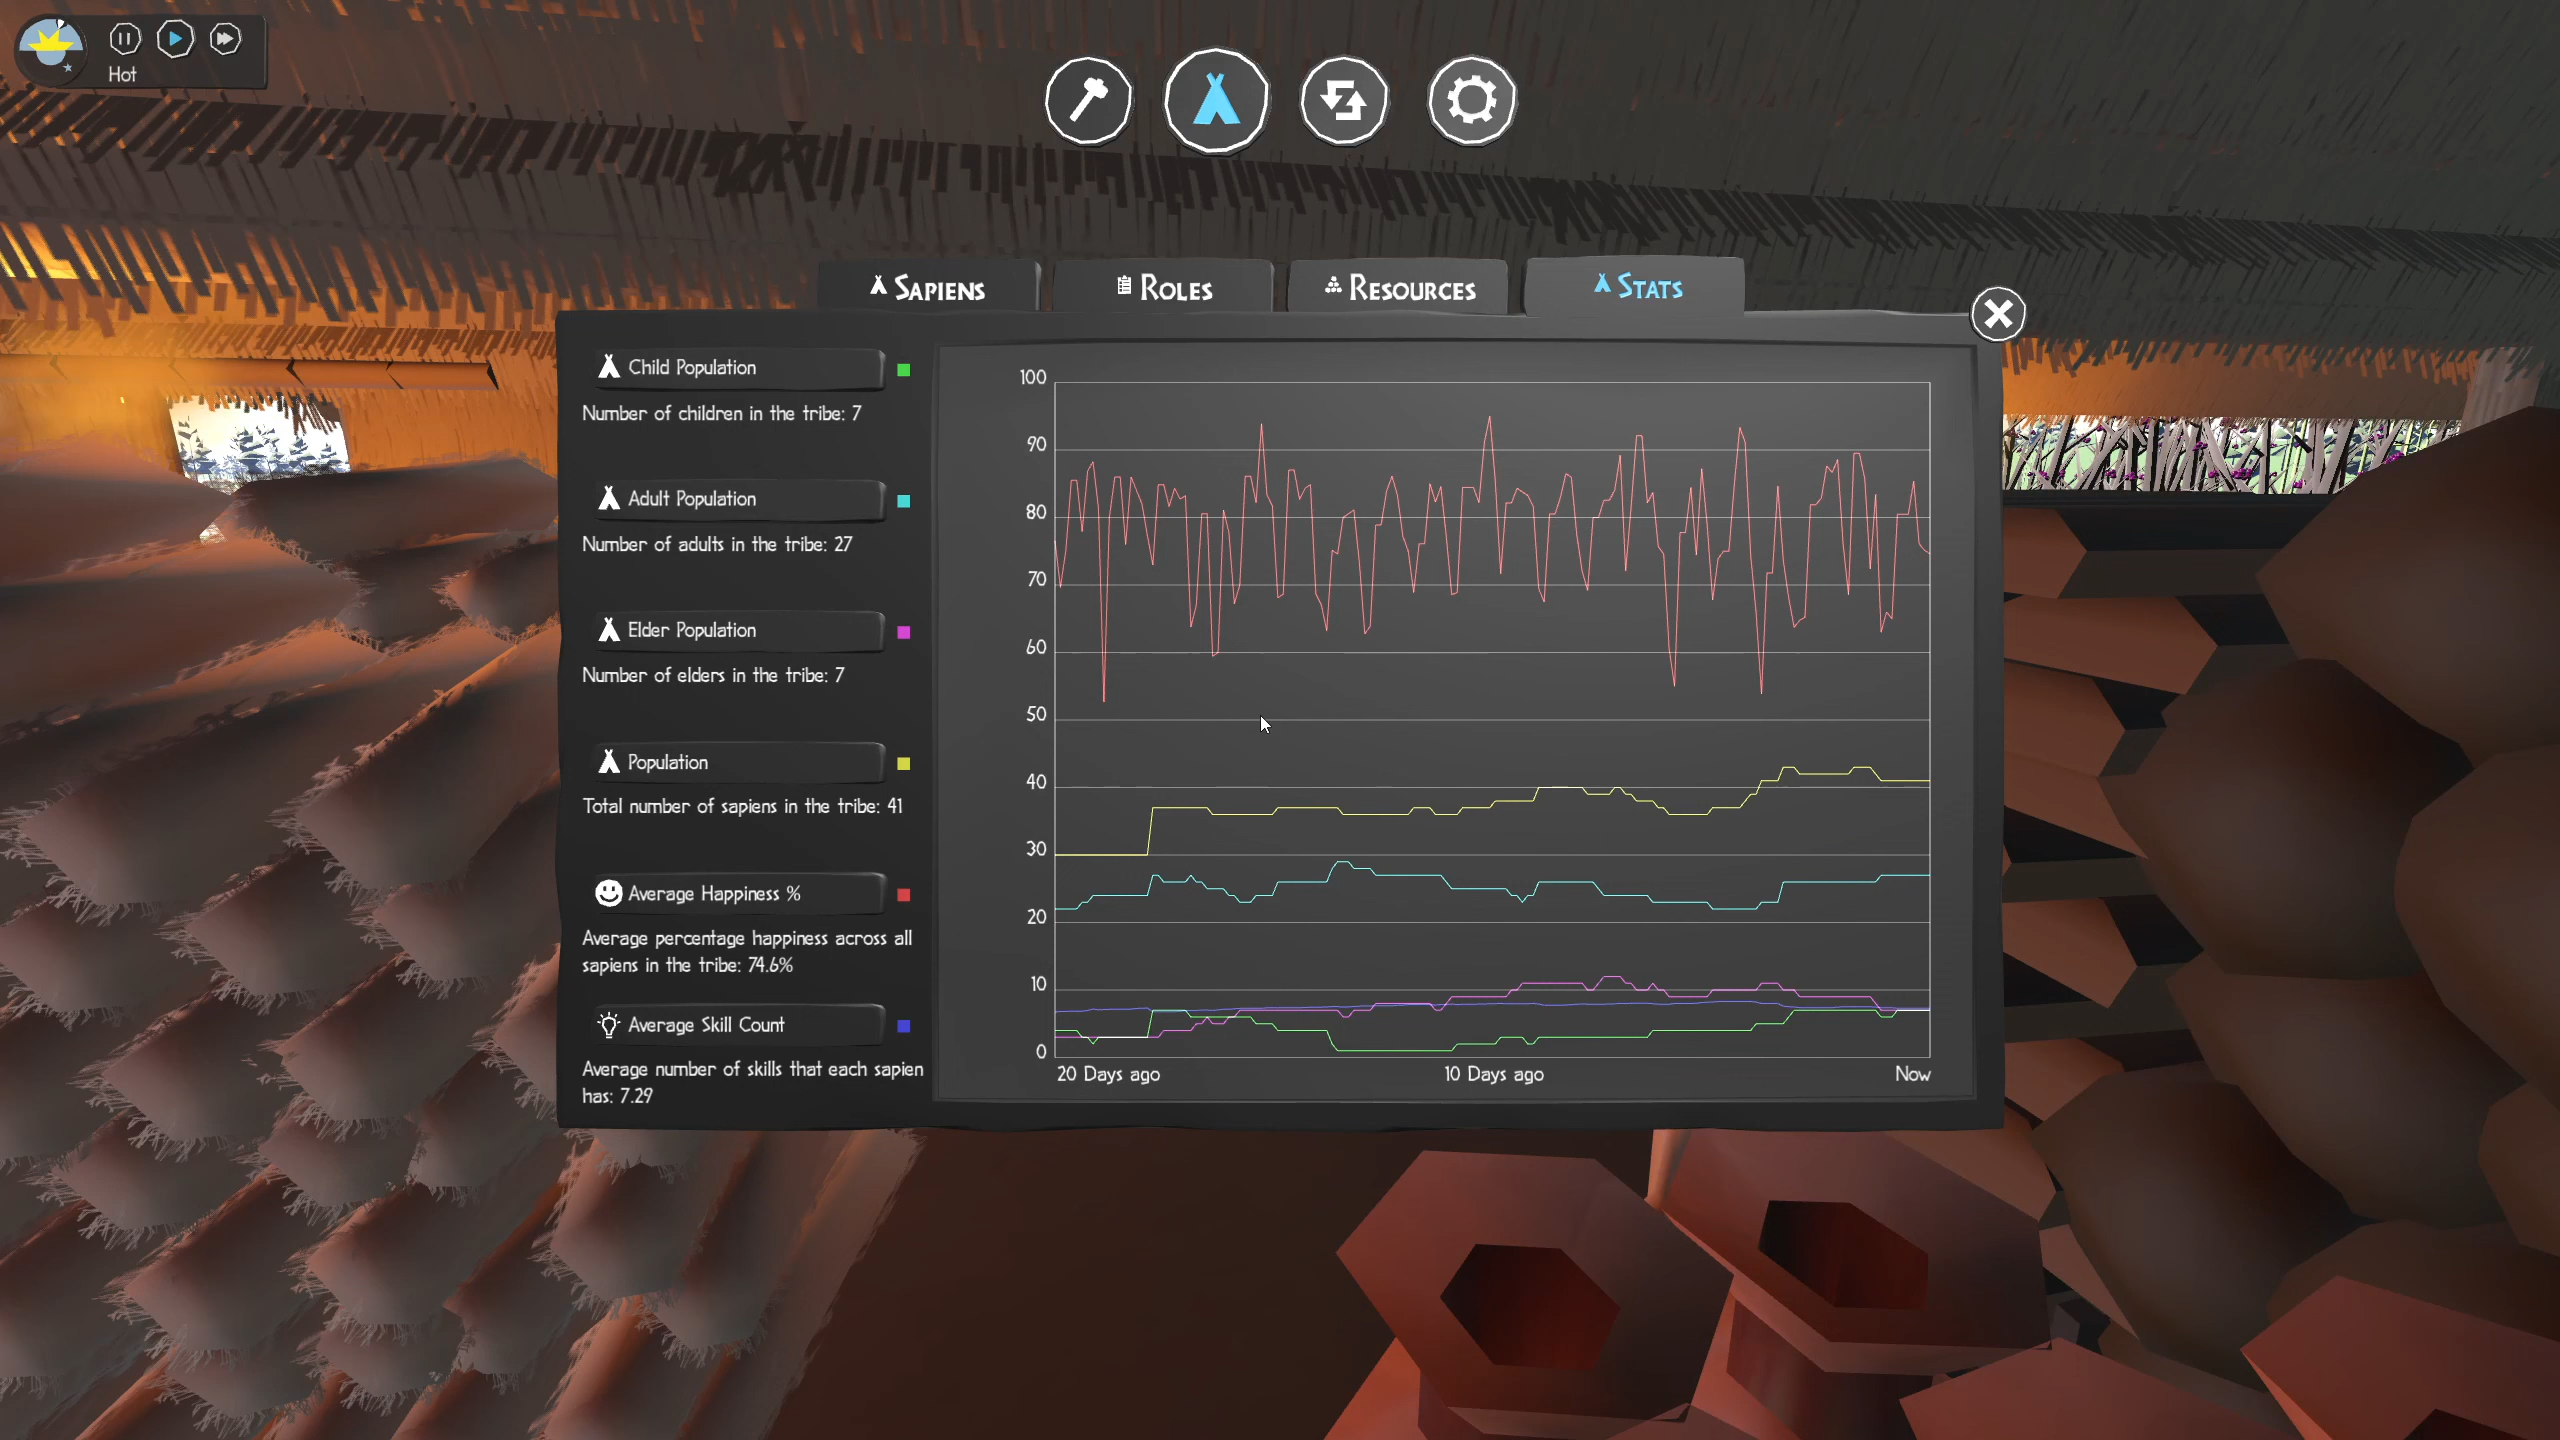 Hot
Sapiens
Roles
Resources
Stats
Child Population
Number of children in the tribe: 7
Adult Population
Number of adults in the tribe: 27
Elder Population
Number of elders in the tribe: 7
Population
Total number of sapiens in the tribe: 41
Average Happiness %
Average percentage happiness across all
sapiens in the tribe: 74.6%
Average Skill Count
Average number of skills that each sapien
has: 7.29
100
90
80
70
60
50
40
30
20
10
0
20 Days ago
10 Days ago
Now